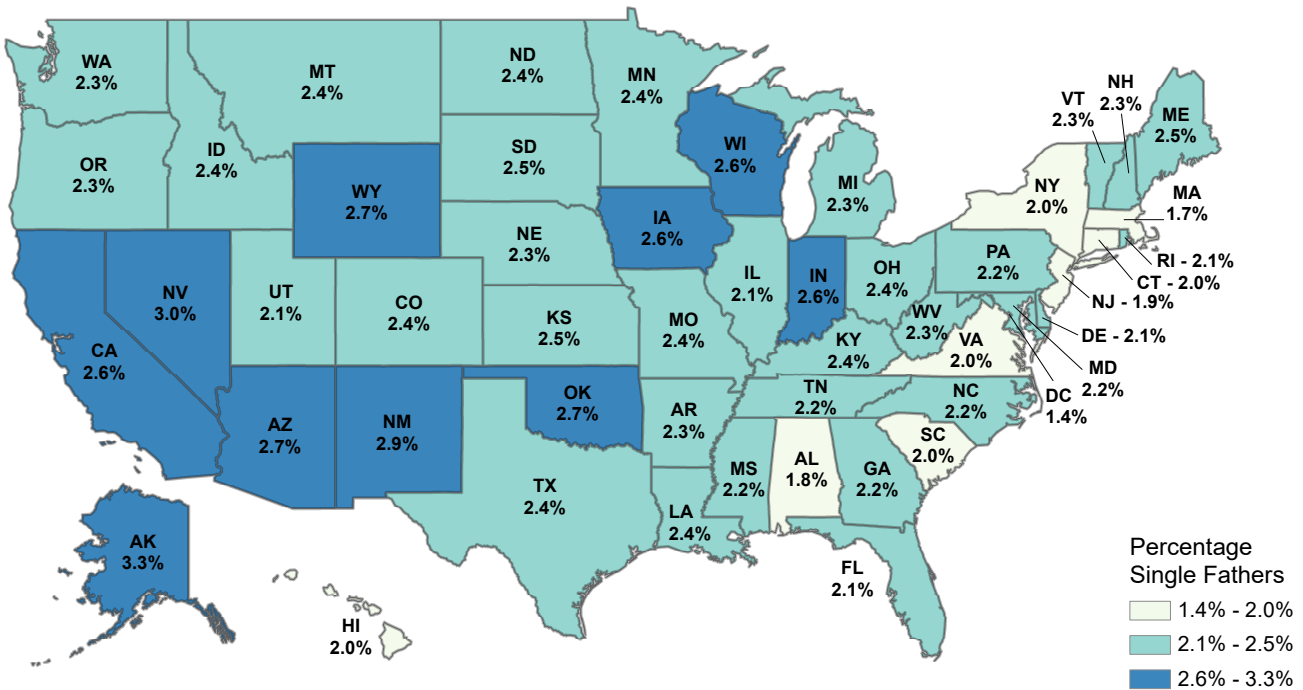 WA
2.3%
MT
2.4%
ND
2.4%
MN
2.4%
VT
2.3%
NH
2.3%
ME
2.5%
OR
2.3%
ID
2.4%
SD
2.5%
WI
2.6%
MI
2.3%
NY
2.0%
MA
1.7%
WY
2.7%
IA
2.6%
NE
2.3%
PA
2.2%
RI - 2.1%
CT - 2.0%
NJ - 1.9%
NV
3.0%
UT
2.1%
CO
2.4%
IL
2.1%
IN
2.6%
OH
2.4%
WV
2.3%
DE - 2.1%
CA
2.6%
KS
2.5%
MO
2.4%
KY
2.4%
VA
2.0%
MD
2.2%
DC
1.4%
AZ
2.7%
NM
2.9%
OK
2.7%
AR
2.3%
TN
2.2%
NC
2.2%
SC
2.0%
TX
2.4%
LA
2.4%
MS
2.2%
AL
1.8%
GA
2.2%
AK
3.3%
HI
2.0%
FL
2.1%
Percentage
Single Fathers
1.4% - 2.0%
2.1% - 2.5%
2.6% - 3.3%